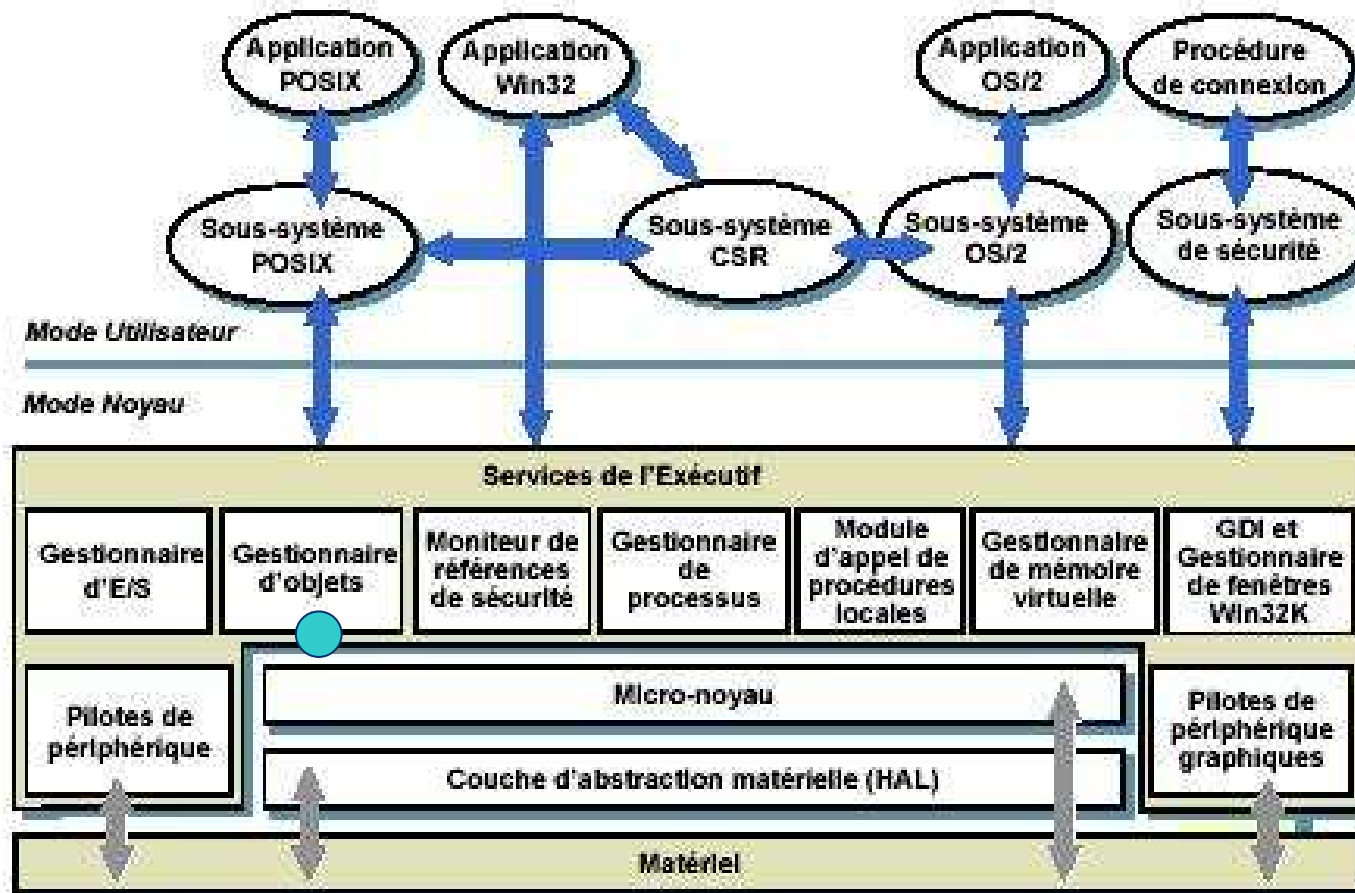 Application
POSIX
Application
Win32
Application
OS/2
Procédure
de connexion
Sous-système
POSIX
Sous-système
CSR
Sous-système
OS/2
Sous-système
de sécurité
Mode Utilisateur
Mode Noyau
Services de l'Exécutif
Gestionnaire
d'E/S
Gestionnaire
d'objets
Moniteur de
références
de sécurité
Gestionnaire
de
processus
Module
d'appel de
procédures
locales
Gestionnaire
de mémoire
virtuelle
GDI et
Gestionnaire
de fenêtres
Win32K
Pilotes de
périphérique
Micro-noyau
Couche d'abstraction matérielle (HAL)
Pilotes de
périphérique
graphiques
Matériel